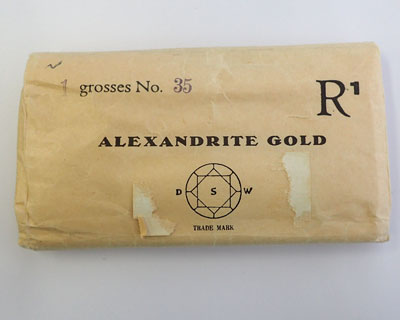 1 grosses No. 35
R¹
ALEXANDRITE GOLD
D S W
TRADE MARK